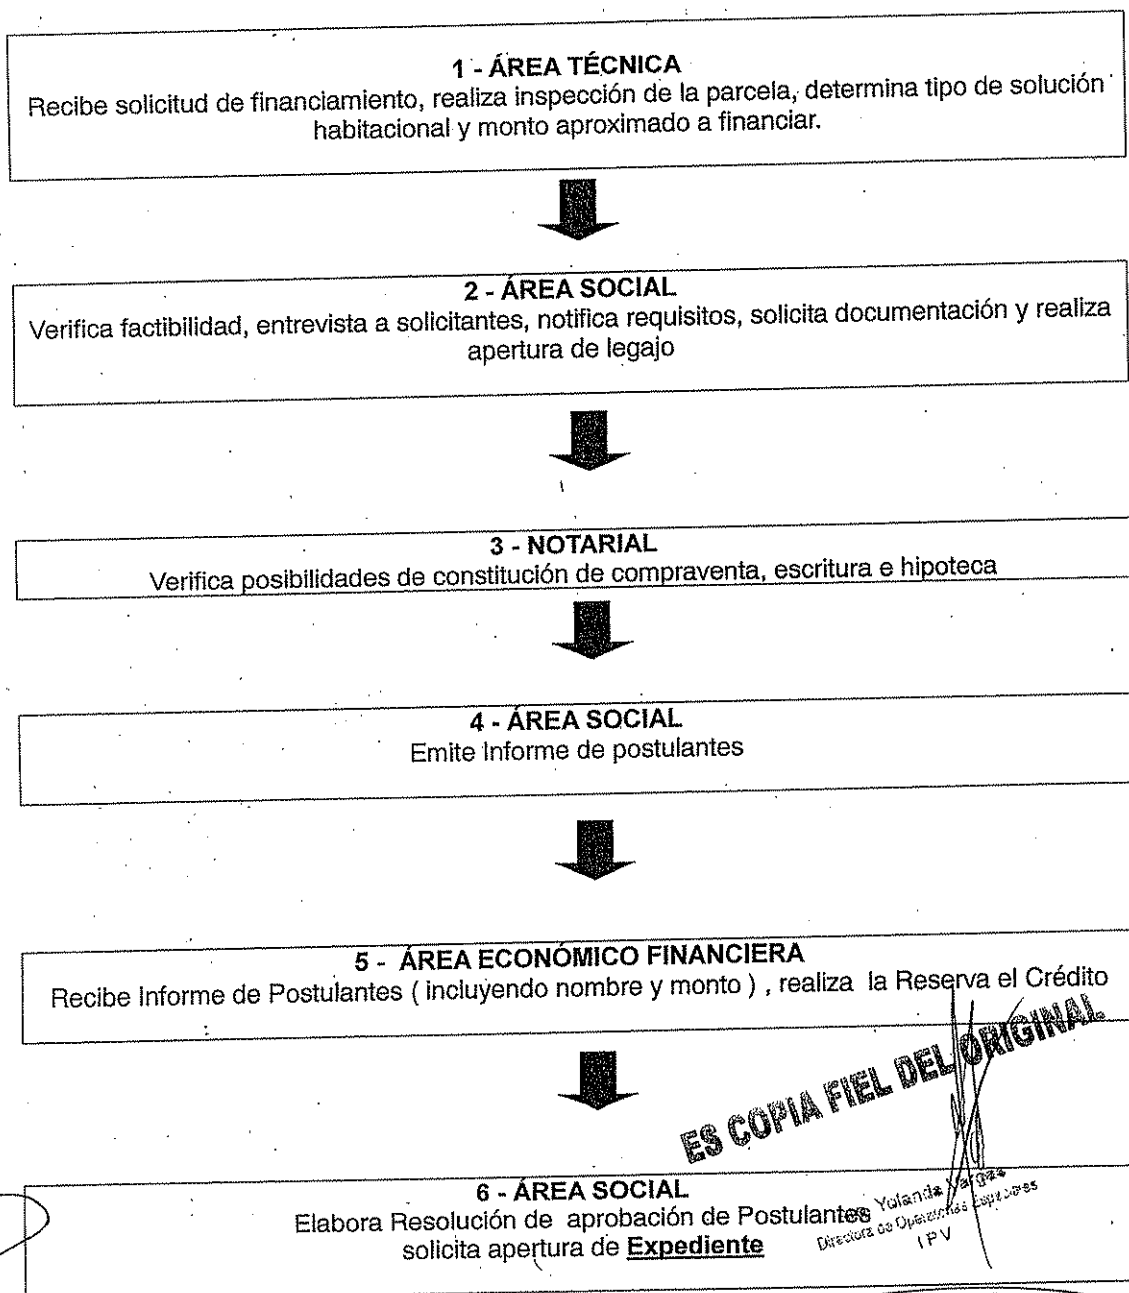 1 - ÁREA TÉCNICA
Recibe solicitud de financiamiento, realiza inspección de la parcela, determina tipo de solución
habitacional y monto aproximado a financiar.
2 - ÁREA SOCIAL
Verifica factibilidad, entrevista a solicitantes, notifica requisitos, solicita documentación y realiza
apertura de legajo
3 - NOTARIAL
Verifica posibilidades de constitución de compraventa, escritura e hipoteca
4 - ÁREA SOCIAL
Emite Informe de postulantes
5 - ÁREA ECONÓMICO FINANCIERA
Recibe Informe de Postulantes ( incluyendo nombre y monto ) , realiza la Reserva el Crédito
ES COPIA FIEL DEL ORIGINAL
6 - ÁREA SOCIAL
Elabora Resolución de aprobación de Postulantes
solicita apertura de Expediente
Yolanda Vargas
Directora de
IPV